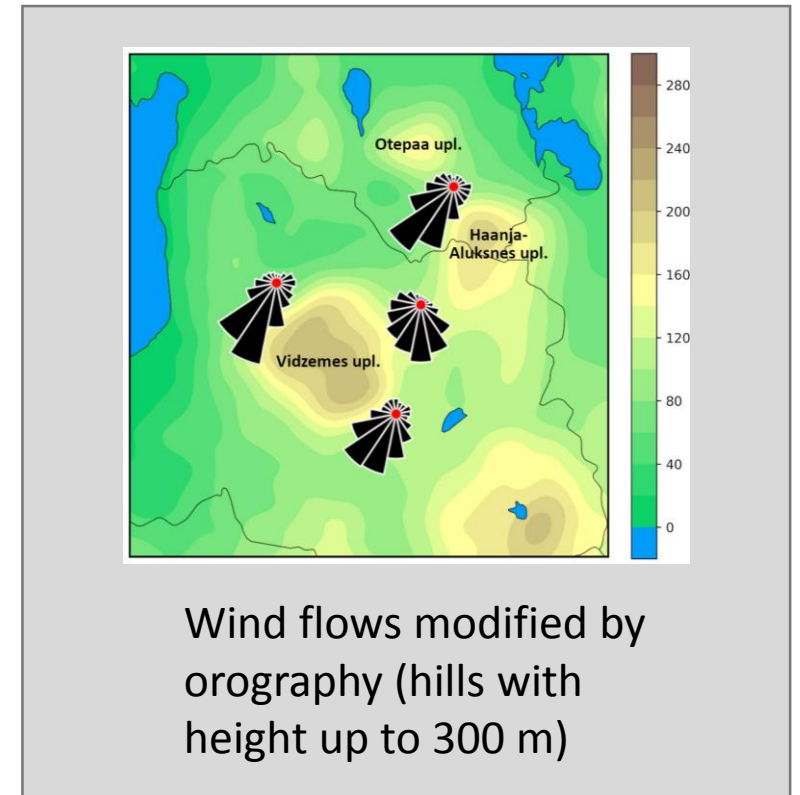 Otepaa upl.
Haanja-
Aluksnes upl.
Vidzemes upl.
280
240
200
160
120
80
40
0
Wind flows modified by
orography (hills with
height up to 300 m)